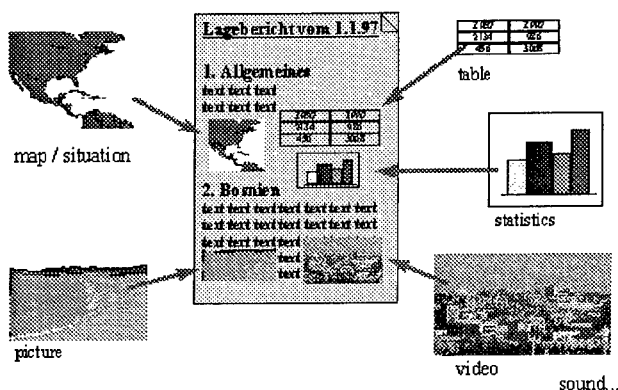 Lagebericht vom 1.1.97
1. Allgemeines
text text text
text text text
2. Bosnien
text text text text text text text
text text text text text text text
text text text text
text
text
map / situation
picture
table
statistics
video
sound...